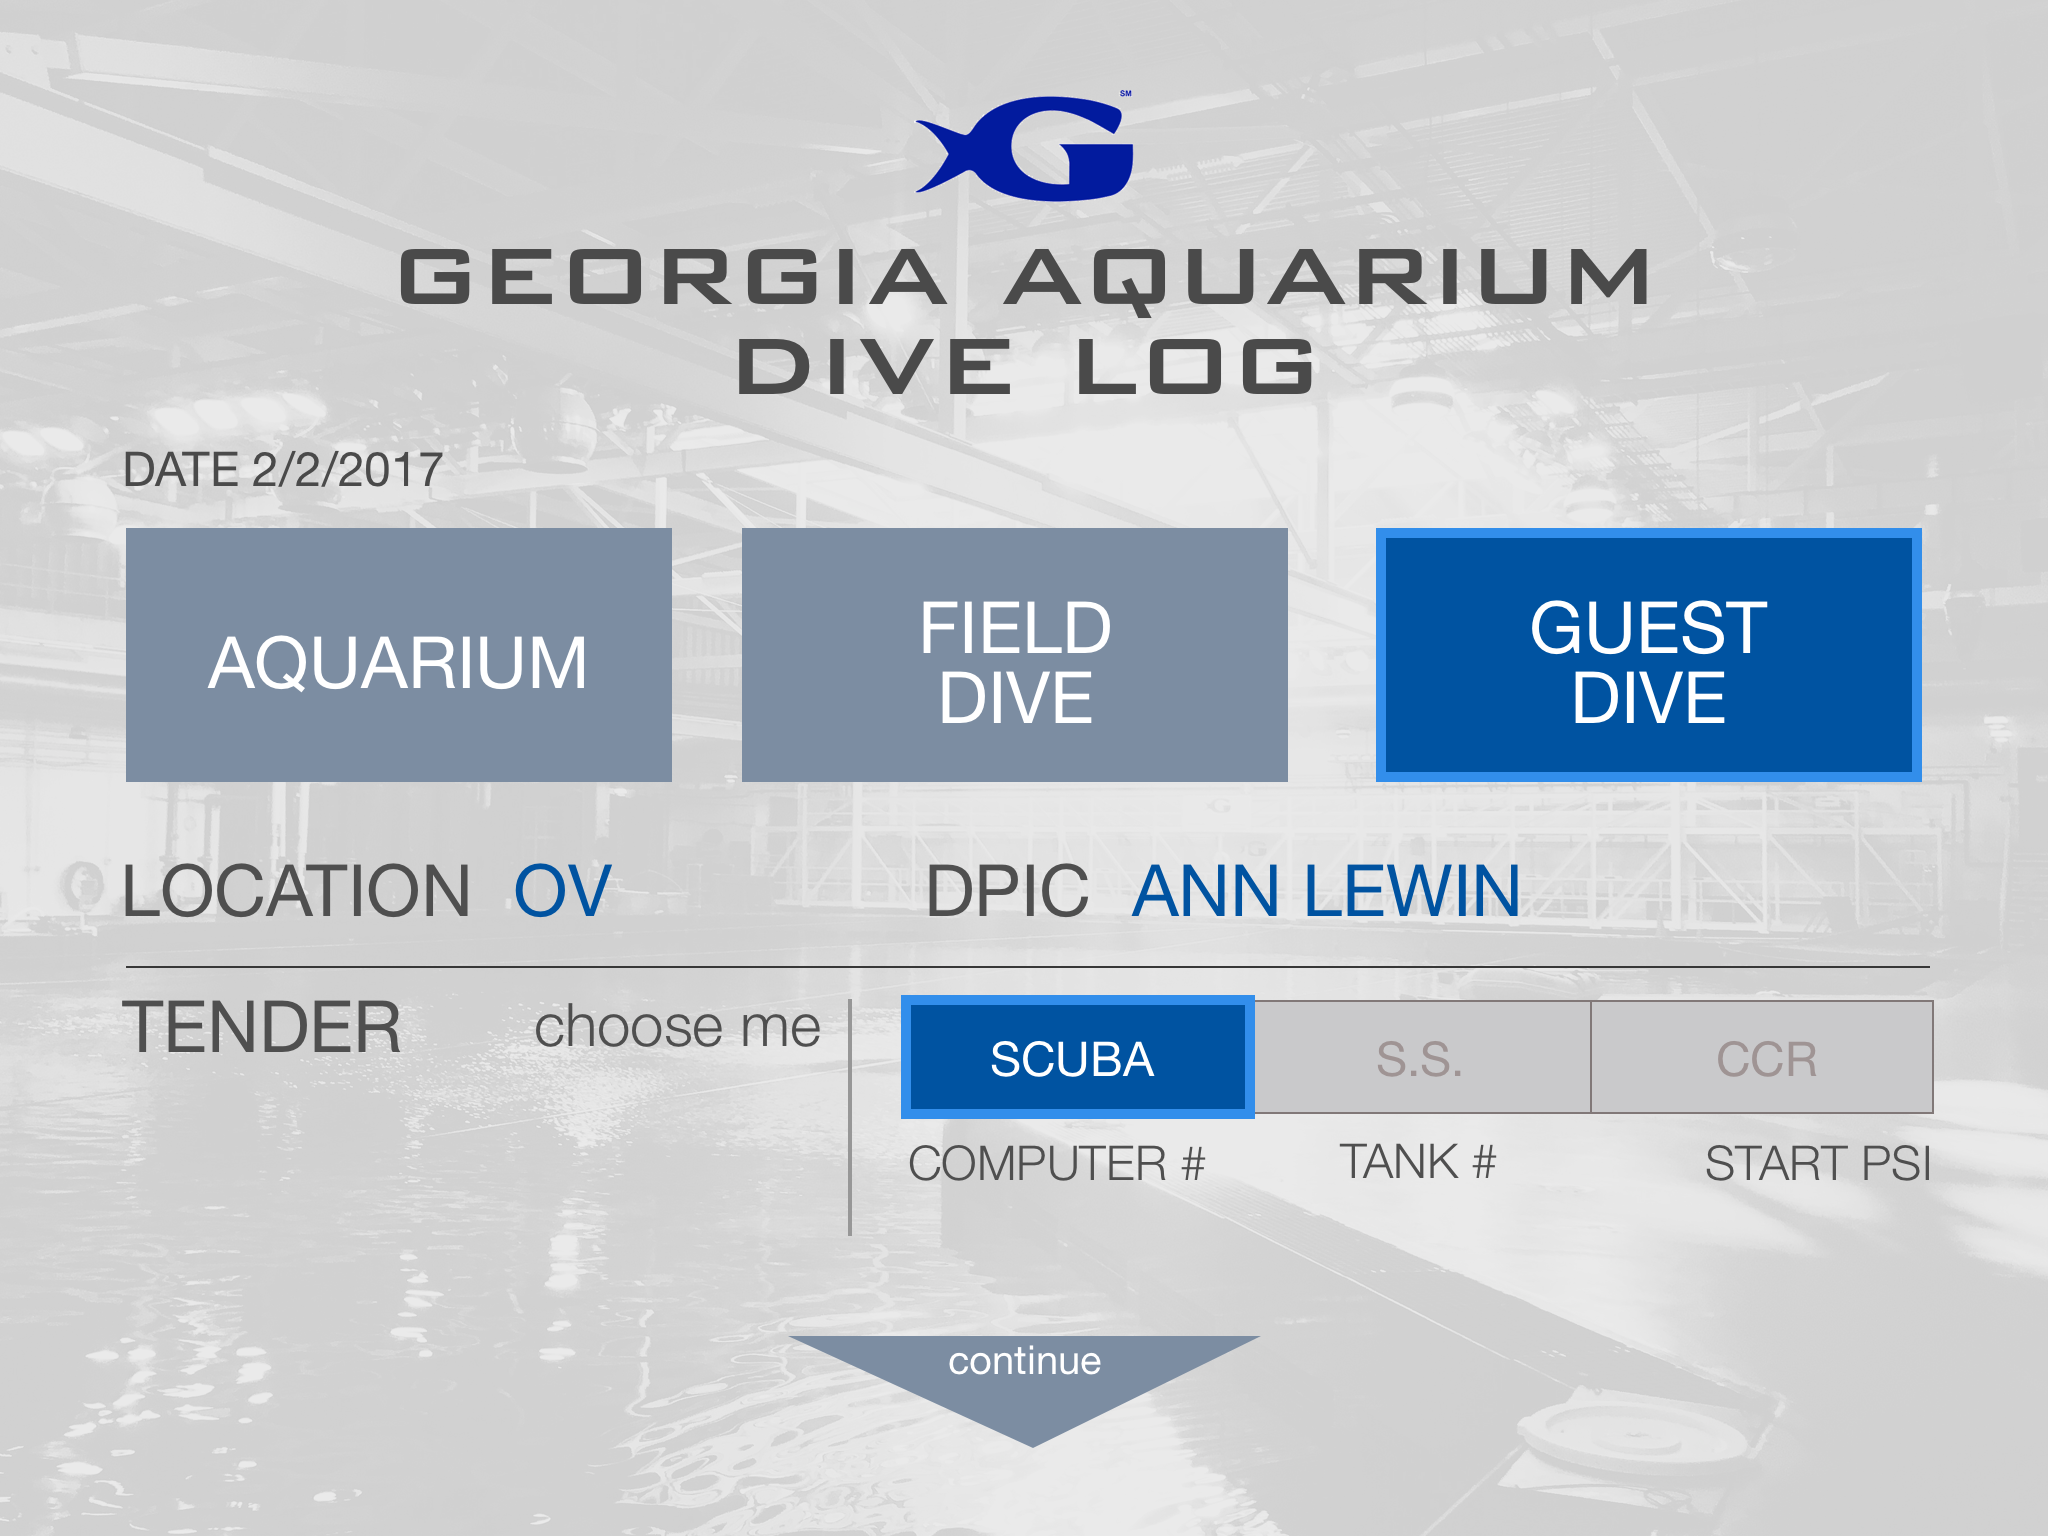 SM
GEORGIA AQUARIUM
DIVE LOG
DATE 2/2/2017
AQUARIUM
FIELD
DIVE
GUEST
DIVE
LOCATION OV
DPIC ANN LEWIN
TENDER choose me
SCUBA S.S. CCR
COMPUTER # TANK # START PSI
continue